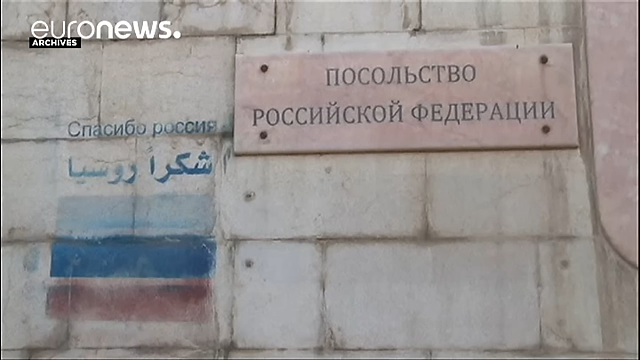 euronews.
ARCHIVES
ПОСОЛЬСТВО
РОССИЙСКОЙ ФЕДЕРАЦИИ
Спасибо россия
شكراً روسيا